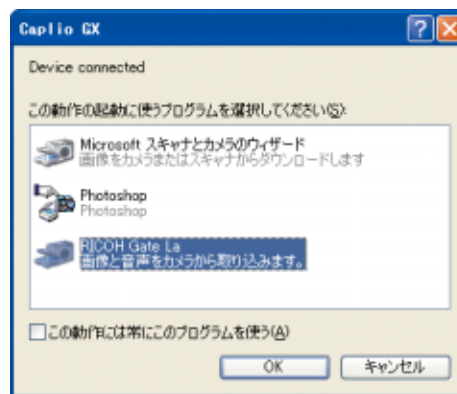 Caplio GX
Device connected
この動作の起動に使うプログラムを選択してください(S):
Microsoft スキャナとカメラのウィザード
画像をカメラまたはスキャナからダウンロードします
Photoshop
Photoshop
RICOH Gate La
画像と音声をカメラから取り込みます。
この動作には常にこのプログラムを使う(A)
OK
キャンセル